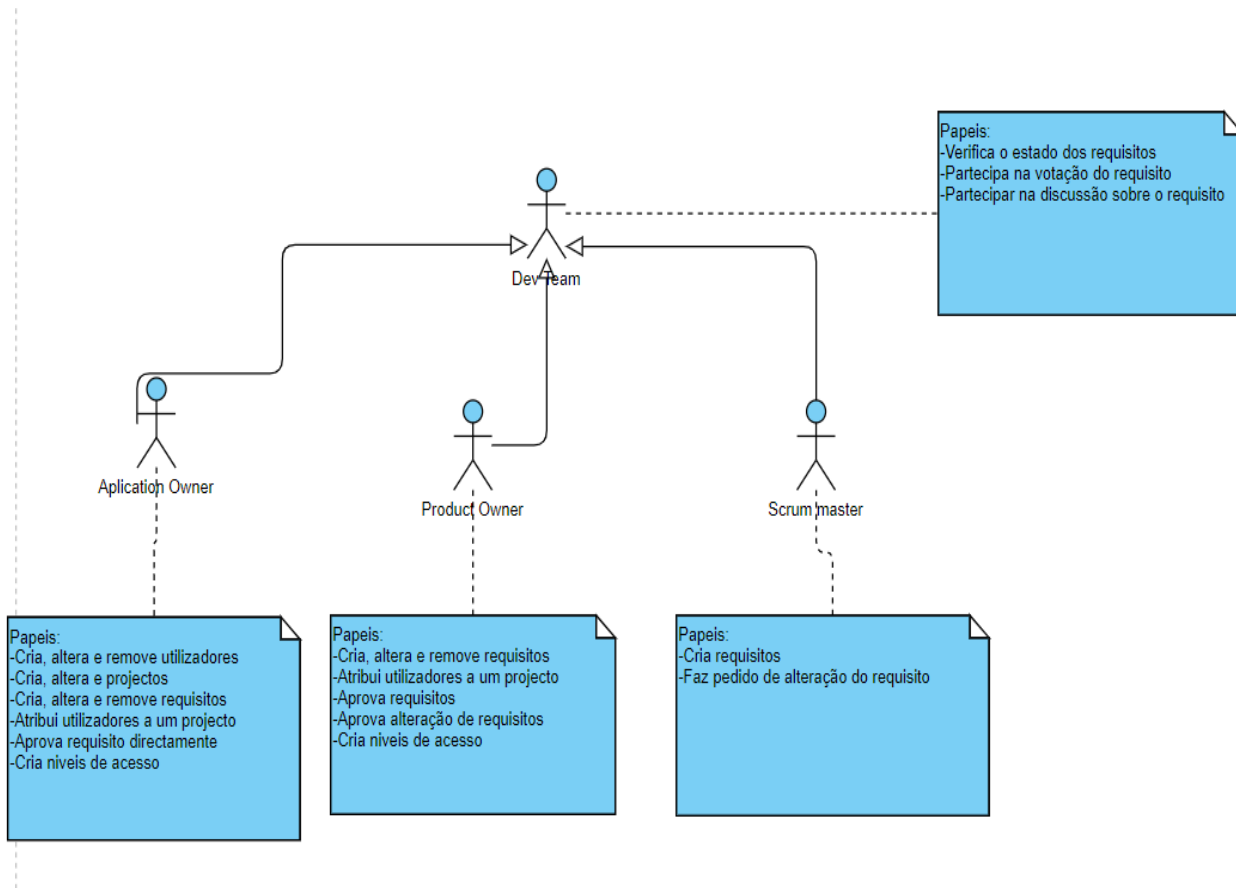 Papeis:
-Verifica o estado dos requisitos
-Partecipa na votação do requisito
-Partecipar na discussão sobre o requisito
Dev Team
Aplication Owner
Product Owner
Scrum master
Papeis:
-Cria, altera e remove utilizadores
-Cria, altera e projectos
-Cria, altera e remove requisitos
-Atribui utilizadores a um projecto
-Aprova requisito directamente
-Cria niveis de acesso
Papeis:
-Cria, altera e remove requisitos
-Atribui utilizadores a um projecto
-Aprova requisitos
-Aprova alteração de requisitos
-Cria niveis de acesso
Papeis:
-Cria requisitos
-Faz pedido de alteração do requisito